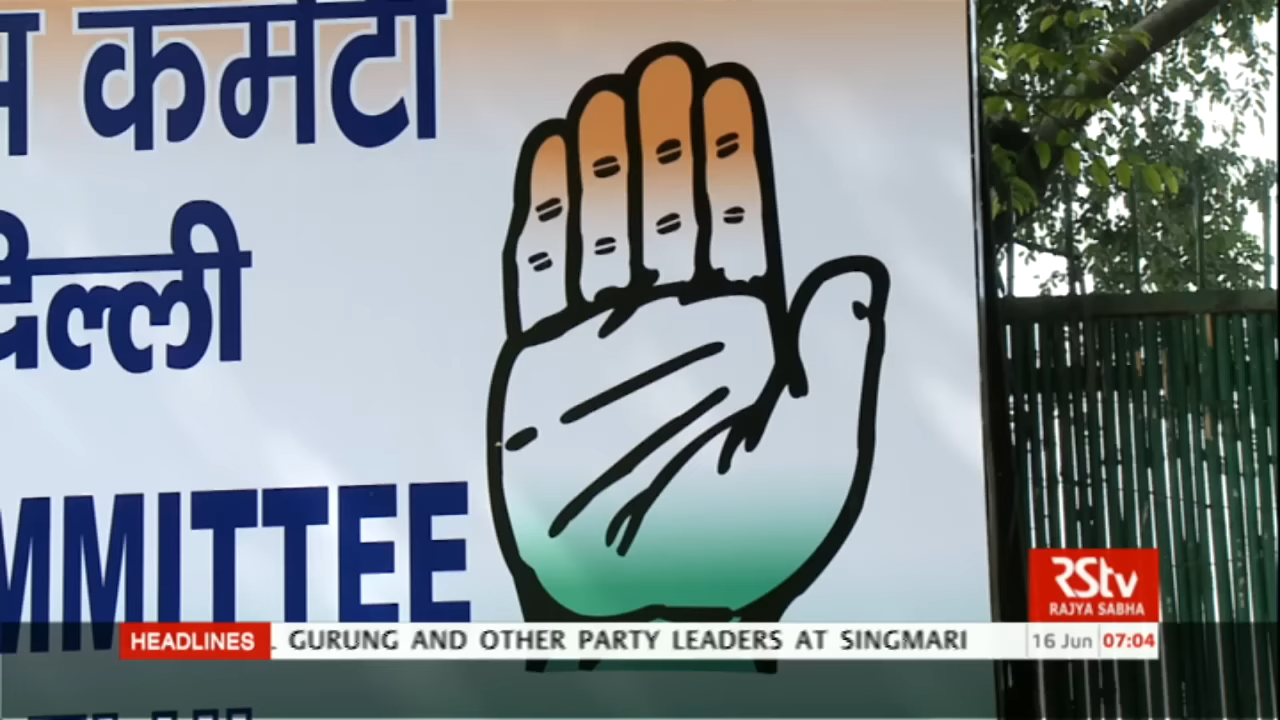 कमेटी
दिल्ली
MMITTEE
RStv
RAJYA SABHA
HEADLINES GURUNG AND OTHER PARTY LEADERS AT SINGMARI 16 Jun 07:04